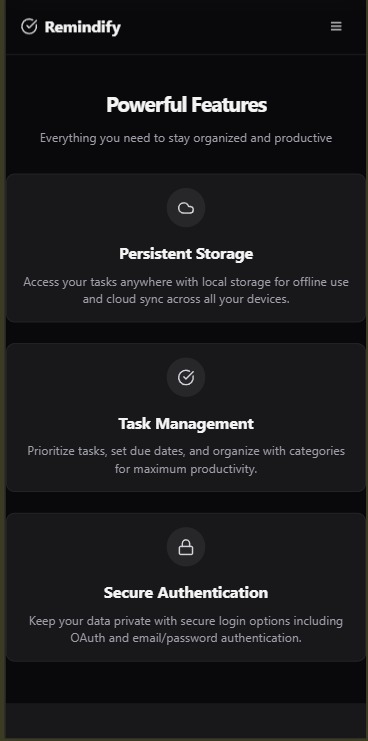 Remindify
Powerful Features
Everything you need to stay organized and productive
Persistent Storage
Access your tasks anywhere with local storage for offline use
and cloud sync across all your devices.
Task Management
Prioritize tasks, set due dates, and organize with categories
for maximum productivity.
Secure Authentication
Keep your data private with secure login options including
OAuth and email/password authentication.